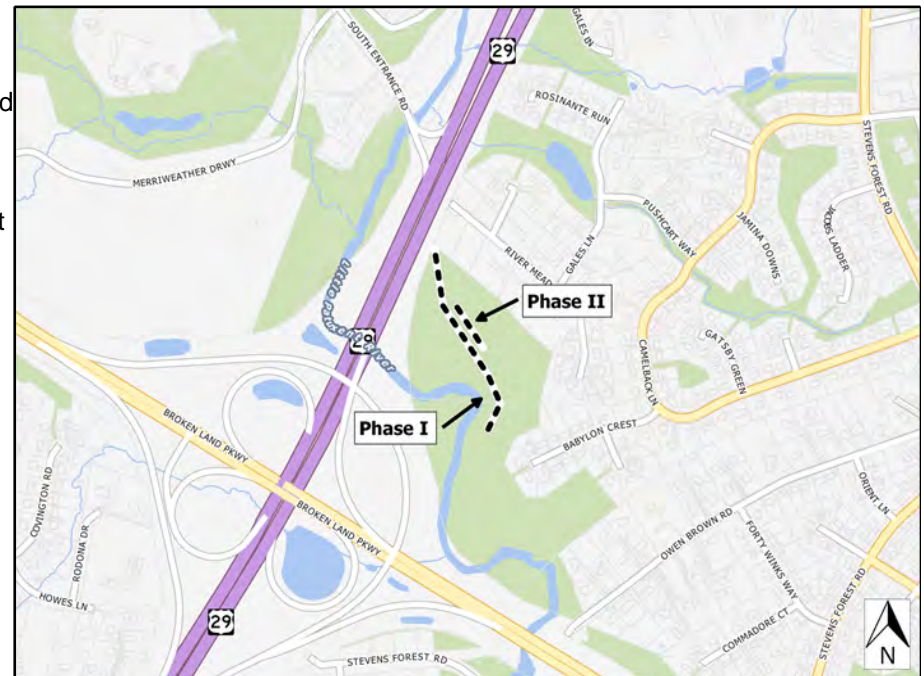 d
t
29
GALES LN
SOUTH ENTRANCE RD
ROSINANTE RUN
STEVENS FOREST RD
MERRIWEATHER DRWY
PUSHCART WAY
JAMINA DOWNS
JACOBS LADDER
RIVER MEAD
GALES LN
Little Patuxent River
Phase II
29
GATSBY GREEN
CAMELBACK LN
Phase I
BROKEN LAND PKWY
BABYLON CREST
COVINGTON RD
RODONA DR
BROKEN LAND PKWY
OWEN BROWN RD
ORIENT LN
FORTY WINKS WAY
HOWES LN
29
COMMADORE CT
STEVENS FOREST RD
STEVENS FOREST RD
N